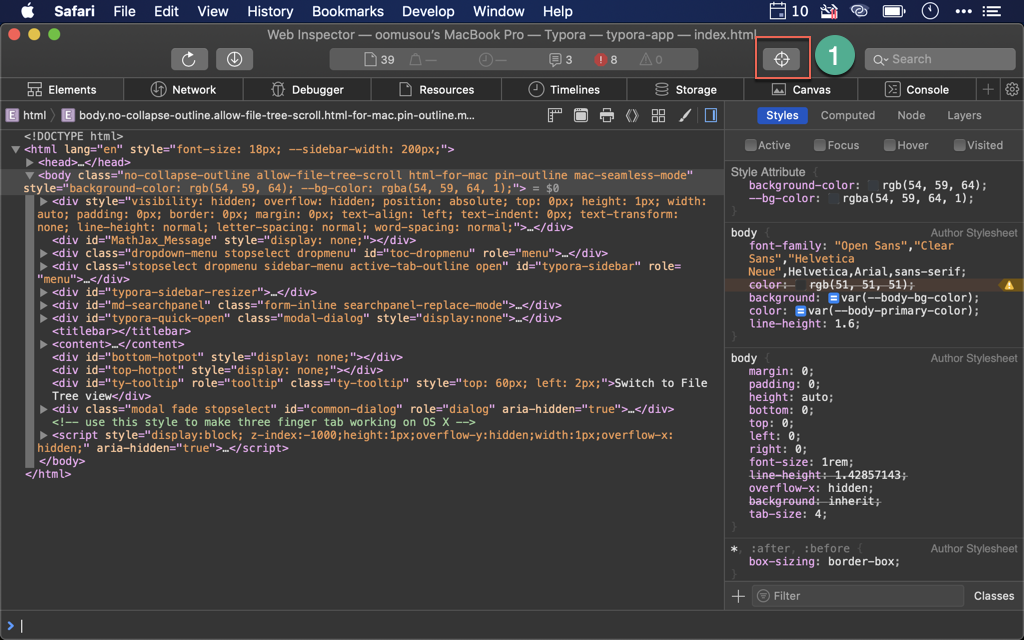 Safari File Edit View History Bookmarks Develop Window Help 10
Web Inspector — oomusou's MacBook Pro — Typora — typora-app — index.html
39 — — 3 8 0
1
Search
Elements Network Debugger Resources Timelines Storage Canvas Console
E html E body.no-collapse-outline.allow-file-tree-scroll.html-for-mac.pin-outline.m...
Styles Computed Node Layers
Active Focus Hover Visited
<!DOCTYPE html>
<html lang="en" style="font-size: 18px; --sidebar-width: 200px;">
<head>…</head>
<body class="no-collapse-outline allow-file-tree-scroll html-for-mac pin-outline mac-seamless-mode"
style="background-color: rgb(54, 59, 64); --bg-color: rgba(54, 59, 64, 1);"> = $0
<div style="visibility: hidden; overflow: hidden; position: absolute; top: 0px; height: 1px; width:
auto; padding: 0px; border: 0px; margin: 0px; text-align: left; text-indent: 0px; text-transform:
none; line-height: normal; letter-spacing: normal; word-spacing: normal;">…</div>
<div id="MathJax_Message" style="display: none;"></div>
<div class="dropdown-menu stopselect dropmenu" id="toc-dropmenu" role="menu">…</div>
<div class="stopselect dropmenu sidebar-menu active-tab-outline open" id="typora-sidebar" role=
"menu">…</div>
<div id="typora-sidebar-resizer">…</div>
<div id="md-searchpanel" class="form-inline searchpanel-replace-mode">…</div>
<div id="typora-quick-open" class="modal-dialog" style="display:none">…</div>
<titlebar></titlebar>
<content>…</content>
<div id="bottom-hotpot" style="display: none;"></div>
<div id="top-hotpot" style="display: none;"></div>
<div id="ty-tooltip" role="tooltip" class="ty-tooltip" style="top: 60px; left: 2px;">Switch to File
Tree view</div>
<div class="modal fade stopselect" id="common-dialog" role="dialog" aria-hidden="true">…</div>
<!-- use this style to make three finger tab working on OS X -->
<script style="display:block; z-index:-1000;height:1px;overflow-y:hidden;width:1px;overflow-x:
hidden;" aria-hidden="true">…</script>
</body>
</html>
Style Attribute {
background-color: rgb(54, 59, 64);
--bg-color: rgba(54, 59, 64, 1);
}
body { Author Stylesheet
font-family: "Open Sans","Clear
Sans","Helvetica
Neue",Helvetica,Arial,sans-serif;
color: rgb(51, 51, 51);
background: var(--body-bg-color);
color: var(--body-primary-color);
line-height: 1.6;
}
body { Author Stylesheet
margin: 0;
padding: 0;
height: auto;
bottom: 0;
top: 0;
left: 0;
right: 0;
font-size: 1rem;
line-height: 1.42857143;
overflow-x: hidden;
background: inherit;
tab-size: 4;
}
*, :after, :before { Author Stylesheet
box-sizing: border-box;
}
Filter Classes